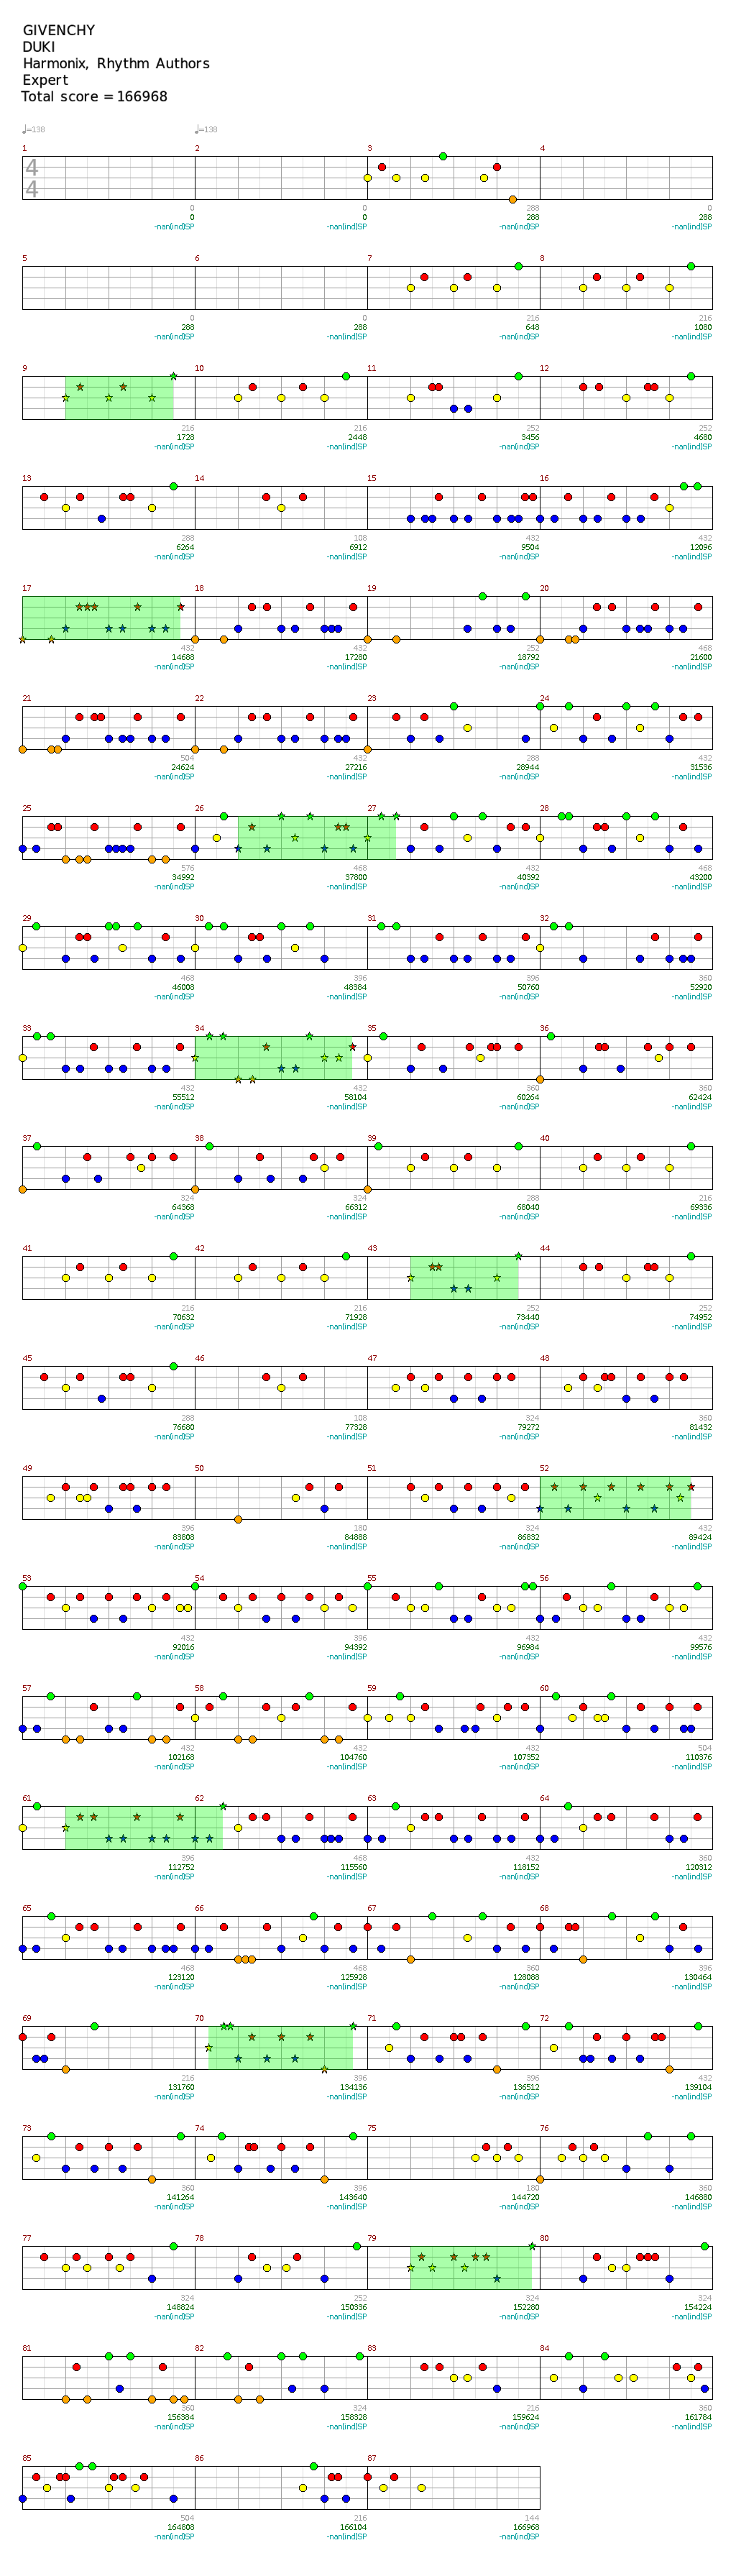 GIVENCHY
DUKI
Harmonix, Rhythm Authors
Expert
Total score = 166968
♩=138 ♩=138
1 2 3 4
4
4
0 0 288 0
0 0 288 288
-nan(ind)SP -nan(ind)SP -nan(ind)SP -nan(ind)SP
5 6 7 8
0 0 216 216
288 288 648 1080
-nan(ind)SP -nan(ind)SP -nan(ind)SP -nan(ind)SP
9 10 11 12
216 216 252 252
1728 2448 3456 4680
-nan(ind)SP -nan(ind)SP -nan(ind)SP -nan(ind)SP
13 14 15 16
288 108 432 432
6264 6912 9504 12096
-nan(ind)SP -nan(ind)SP -nan(ind)SP -nan(ind)SP
17 18 19 20
432 432 252 468
14688 17280 18792 21600
-nan(ind)SP -nan(ind)SP -nan(ind)SP -nan(ind)SP
21 22 23 24
504 432 288 432
24624 27216 28944 31536
-nan(ind)SP -nan(ind)SP -nan(ind)SP -nan(ind)SP
25 26 27 28
576 468 432 468
34992 37800 40392 43200
-nan(ind)SP -nan(ind)SP -nan(ind)SP -nan(ind)SP
29 30 31 32
468 396 396 360
46008 48384 50760 52920
-nan(ind)SP -nan(ind)SP -nan(ind)SP -nan(ind)SP
33 34 35 36
432 432 360 360
55512 58104 60264 62424
-nan(ind)SP -nan(ind)SP -nan(ind)SP -nan(ind)SP
37 38 39 40
324 324 288 216
64368 66312 68040 69336
-nan(ind)SP -nan(ind)SP -nan(ind)SP -nan(ind)SP
41 42 43 44
216 216 252 252
70632 71928 73440 74952
-nan(ind)SP -nan(ind)SP -nan(ind)SP -nan(ind)SP
45 46 47 48
288 108 324 360
76680 77328 79272 81432
-nan(ind)SP -nan(ind)SP -nan(ind)SP -nan(ind)SP
49 50 51 52
396 180 324 432
83808 84888 86832 89424
-nan(ind)SP -nan(ind)SP -nan(ind)SP -nan(ind)SP
53 54 55 56
432 396 432 432
92016 94392 96984 99576
-nan(ind)SP -nan(ind)SP -nan(ind)SP -nan(ind)SP
57 58 59 60
432 432 432 504
102168 104760 107352 110376
-nan(ind)SP -nan(ind)SP -nan(ind)SP -nan(ind)SP
61 62 63 64
396 468 432 360
112752 115560 118152 120312
-nan(ind)SP -nan(ind)SP -nan(ind)SP -nan(ind)SP
65 66 67 68
468 468 360 396
123120 125928 128088 130464
-nan(ind)SP -nan(ind)SP -nan(ind)SP -nan(ind)SP
69 70 71 72
216 396 396 432
131760 134136 136512 139104
-nan(ind)SP -nan(ind)SP -nan(ind)SP -nan(ind)SP
73 74 75 76
360 396 180 360
141264 143640 144720 146880
-nan(ind)SP -nan(ind)SP -nan(ind)SP -nan(ind)SP
77 78 79 80
324 252 324 324
148824 150336 152280 154224
-nan(ind)SP -nan(ind)SP -nan(ind)SP -nan(ind)SP
81 82 83 84
360 324 216 360
156384 158328 159624 161784
-nan(ind)SP -nan(ind)SP -nan(ind)SP -nan(ind)SP
85 86 87
504 216 144
164808 166104 166968
-nan(ind)SP -nan(ind)SP -nan(ind)SP